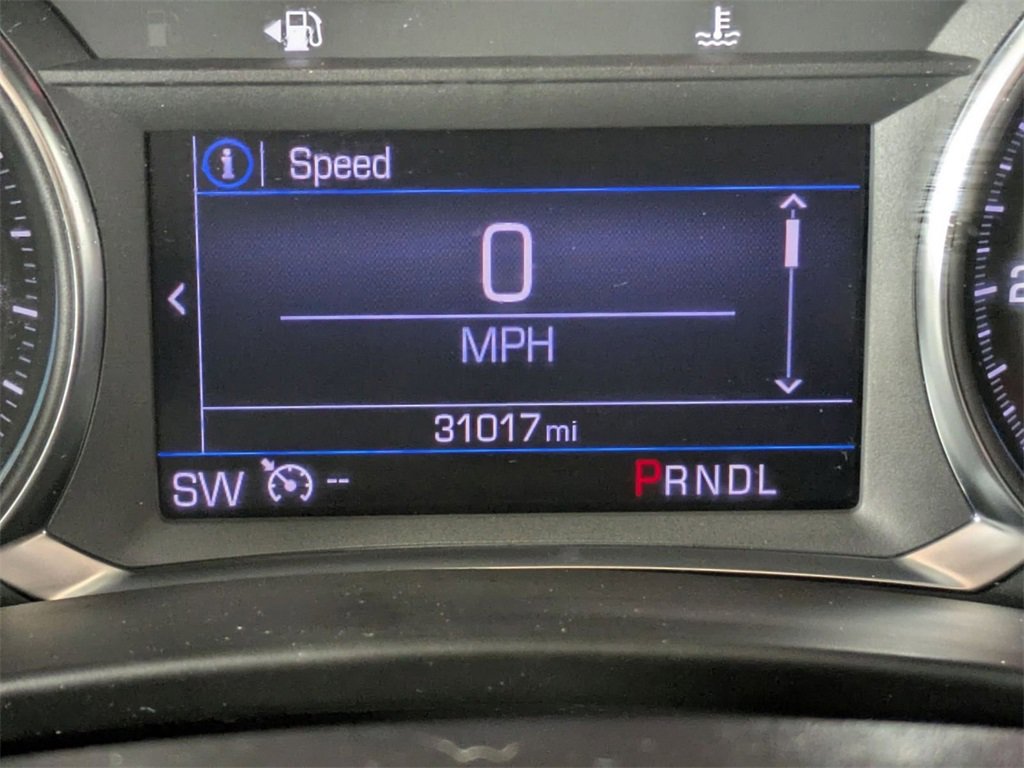 Speed
0
MPH
31017 mi
SW -- PRNDL